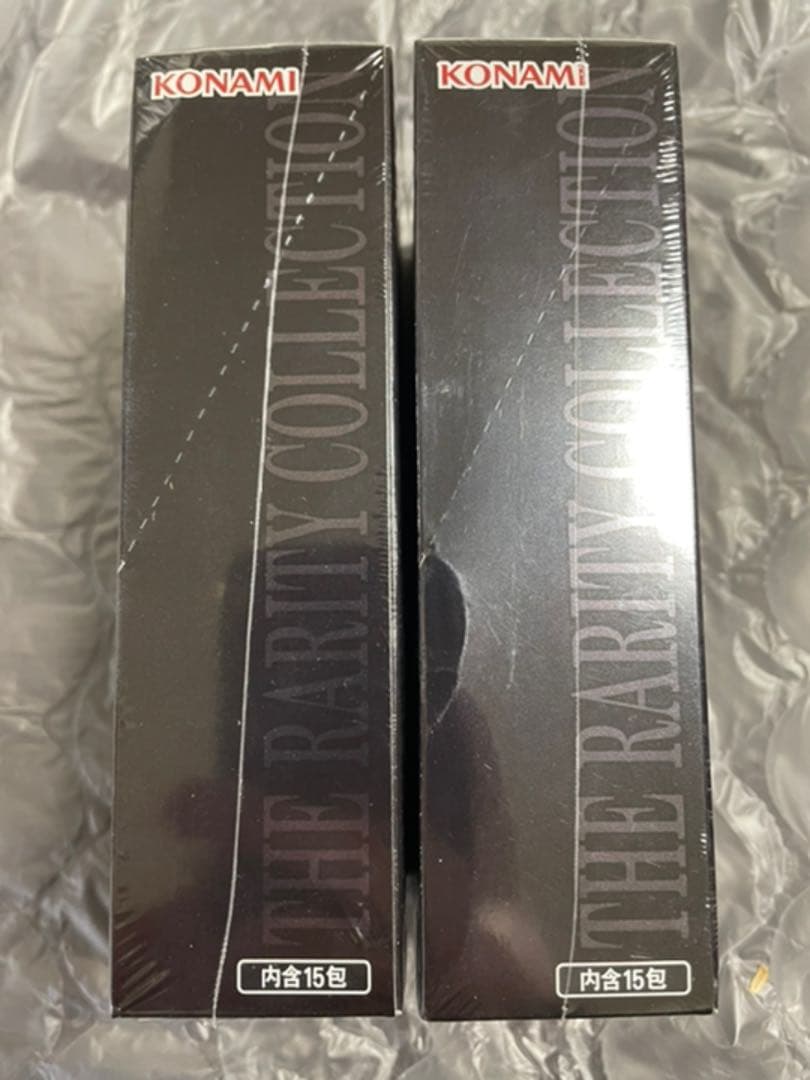 KONAMI
THE RARITY COLLECTION
内含15包
KONAMI
THE RARITY COLLECTION
内含15包